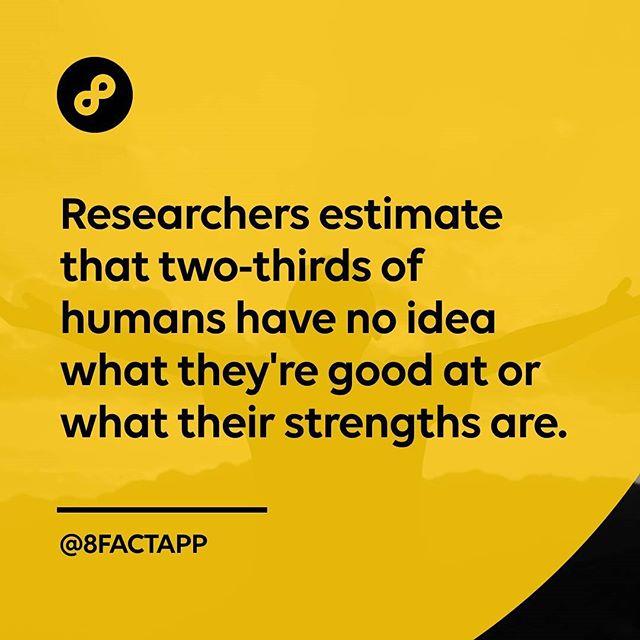 Researchers estimate
that two-thirds of
humans have no idea
what they're good at or
what their strengths are.
@8FACTAPP